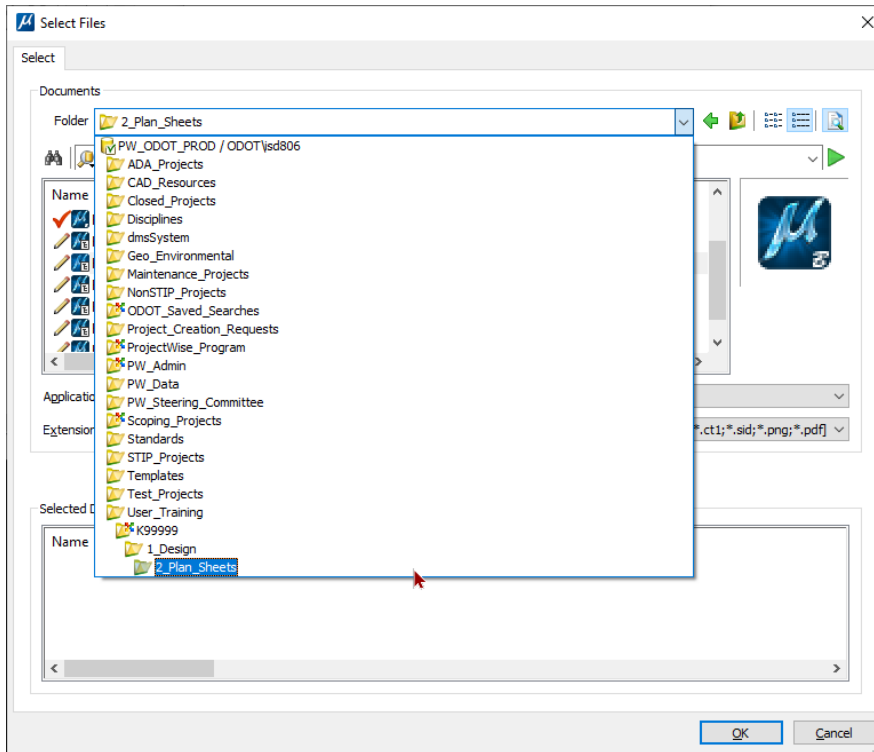 Select Files
Select
Documents
Folder 2_Plan_Sheets
PW_ODOT_PROD / ODOT\isd806
ADA_Projects
CAD_Resources
Closed_Projects
Disciplines
dmsSystem
Geo_Environmental
Maintenance_Projects
NonSTIP_Projects
ODOT_Saved_Searches
Project_Creation_Requests
ProjectWise_Program
PW_Admin
PW_Data
PW_Steering_Committee
Scoping_Projects
Standards
STIP_Projects
Templates
Test_Projects
User_Training
K99999
1_Design
2_Plan_Sheets
Name
Applicatio
Extension *.ct1;*.sid;*.png;*.pdf]
Selected D
Name
OK Cancel